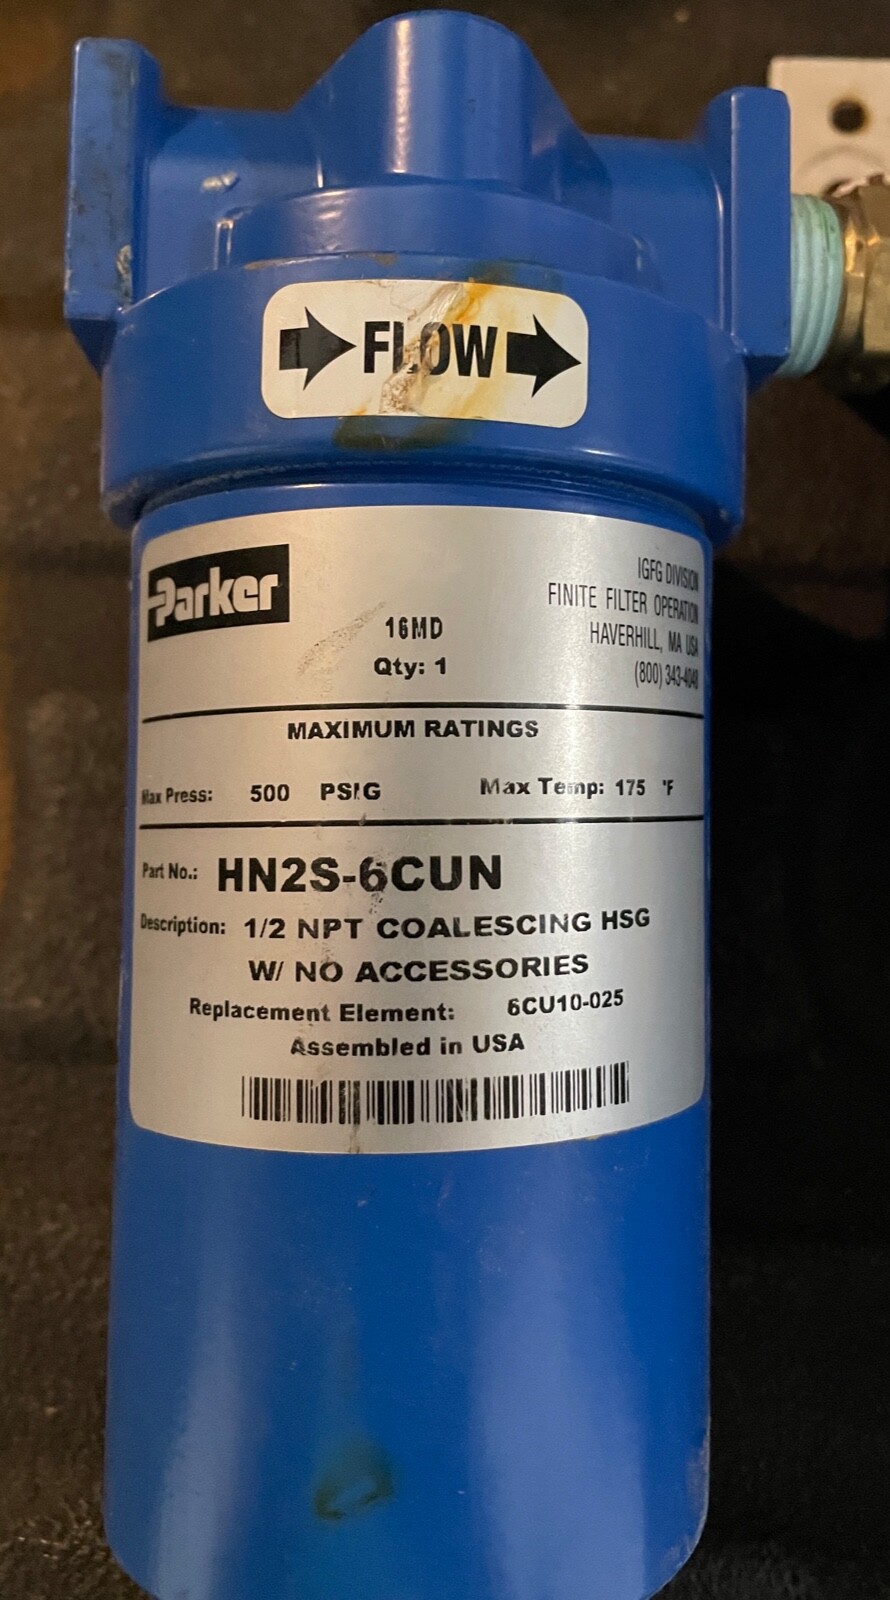 FLOW
Parker
IGFG DIVISION
FINITE FILTER OPERATION
HAVERHILL, MA USA
(800) 343-4048
16MD
Qty: 1
MAXIMUM RATINGS
Max Press: 500 PSIG Max Temp: 175 °F
Part No.: HN2S-6CUN
Description: 1/2 NPT COALESCING HSG
W/ NO ACCESSORIES
Replacement Element: 6CU10-025
Assembled in USA